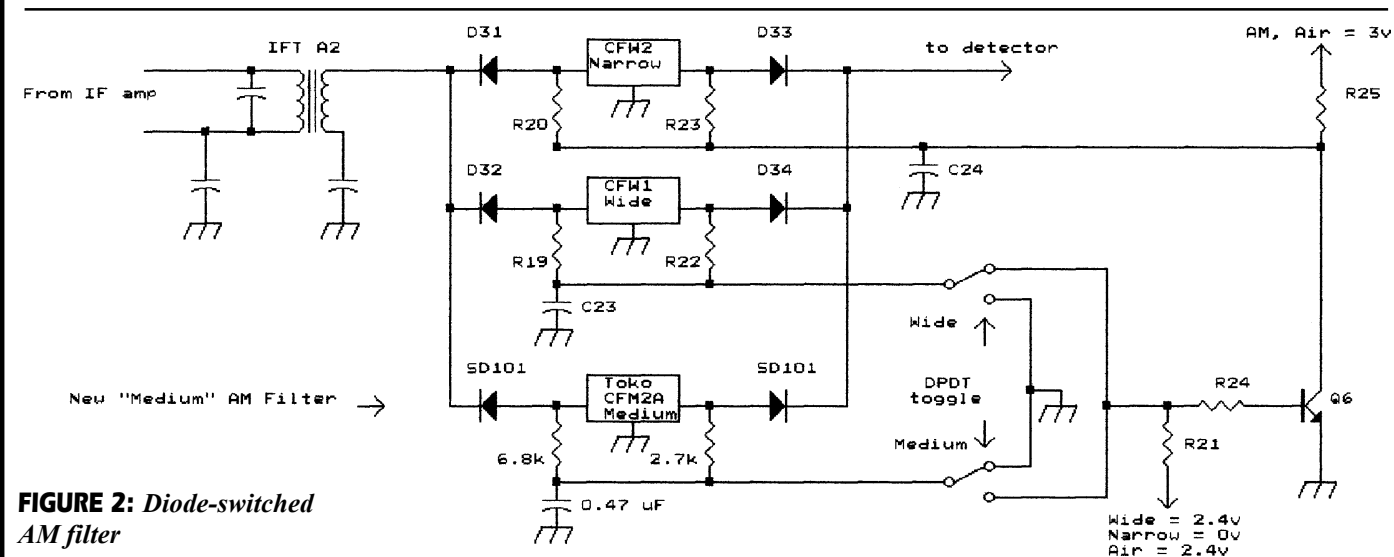 D31
D33
IFT A2
CFW2
Narrow
to detector
AM, Air = 3v
From IF amp
R20
R23
R25
D32
D34
C24
CFW1
Wide
R19
R22
C23
Wide
SD101
SD101
New "Medium" AM Filter
Toko
CFM2A
Medium
DPDT
toggle
R24
Q6
Medium
R21
6.8k
2.7k
0.47 uF
Wide = 2.4v
Narrow = 0v
Air = 2.4v
FIGURE 2: Diode-switched
AM filter